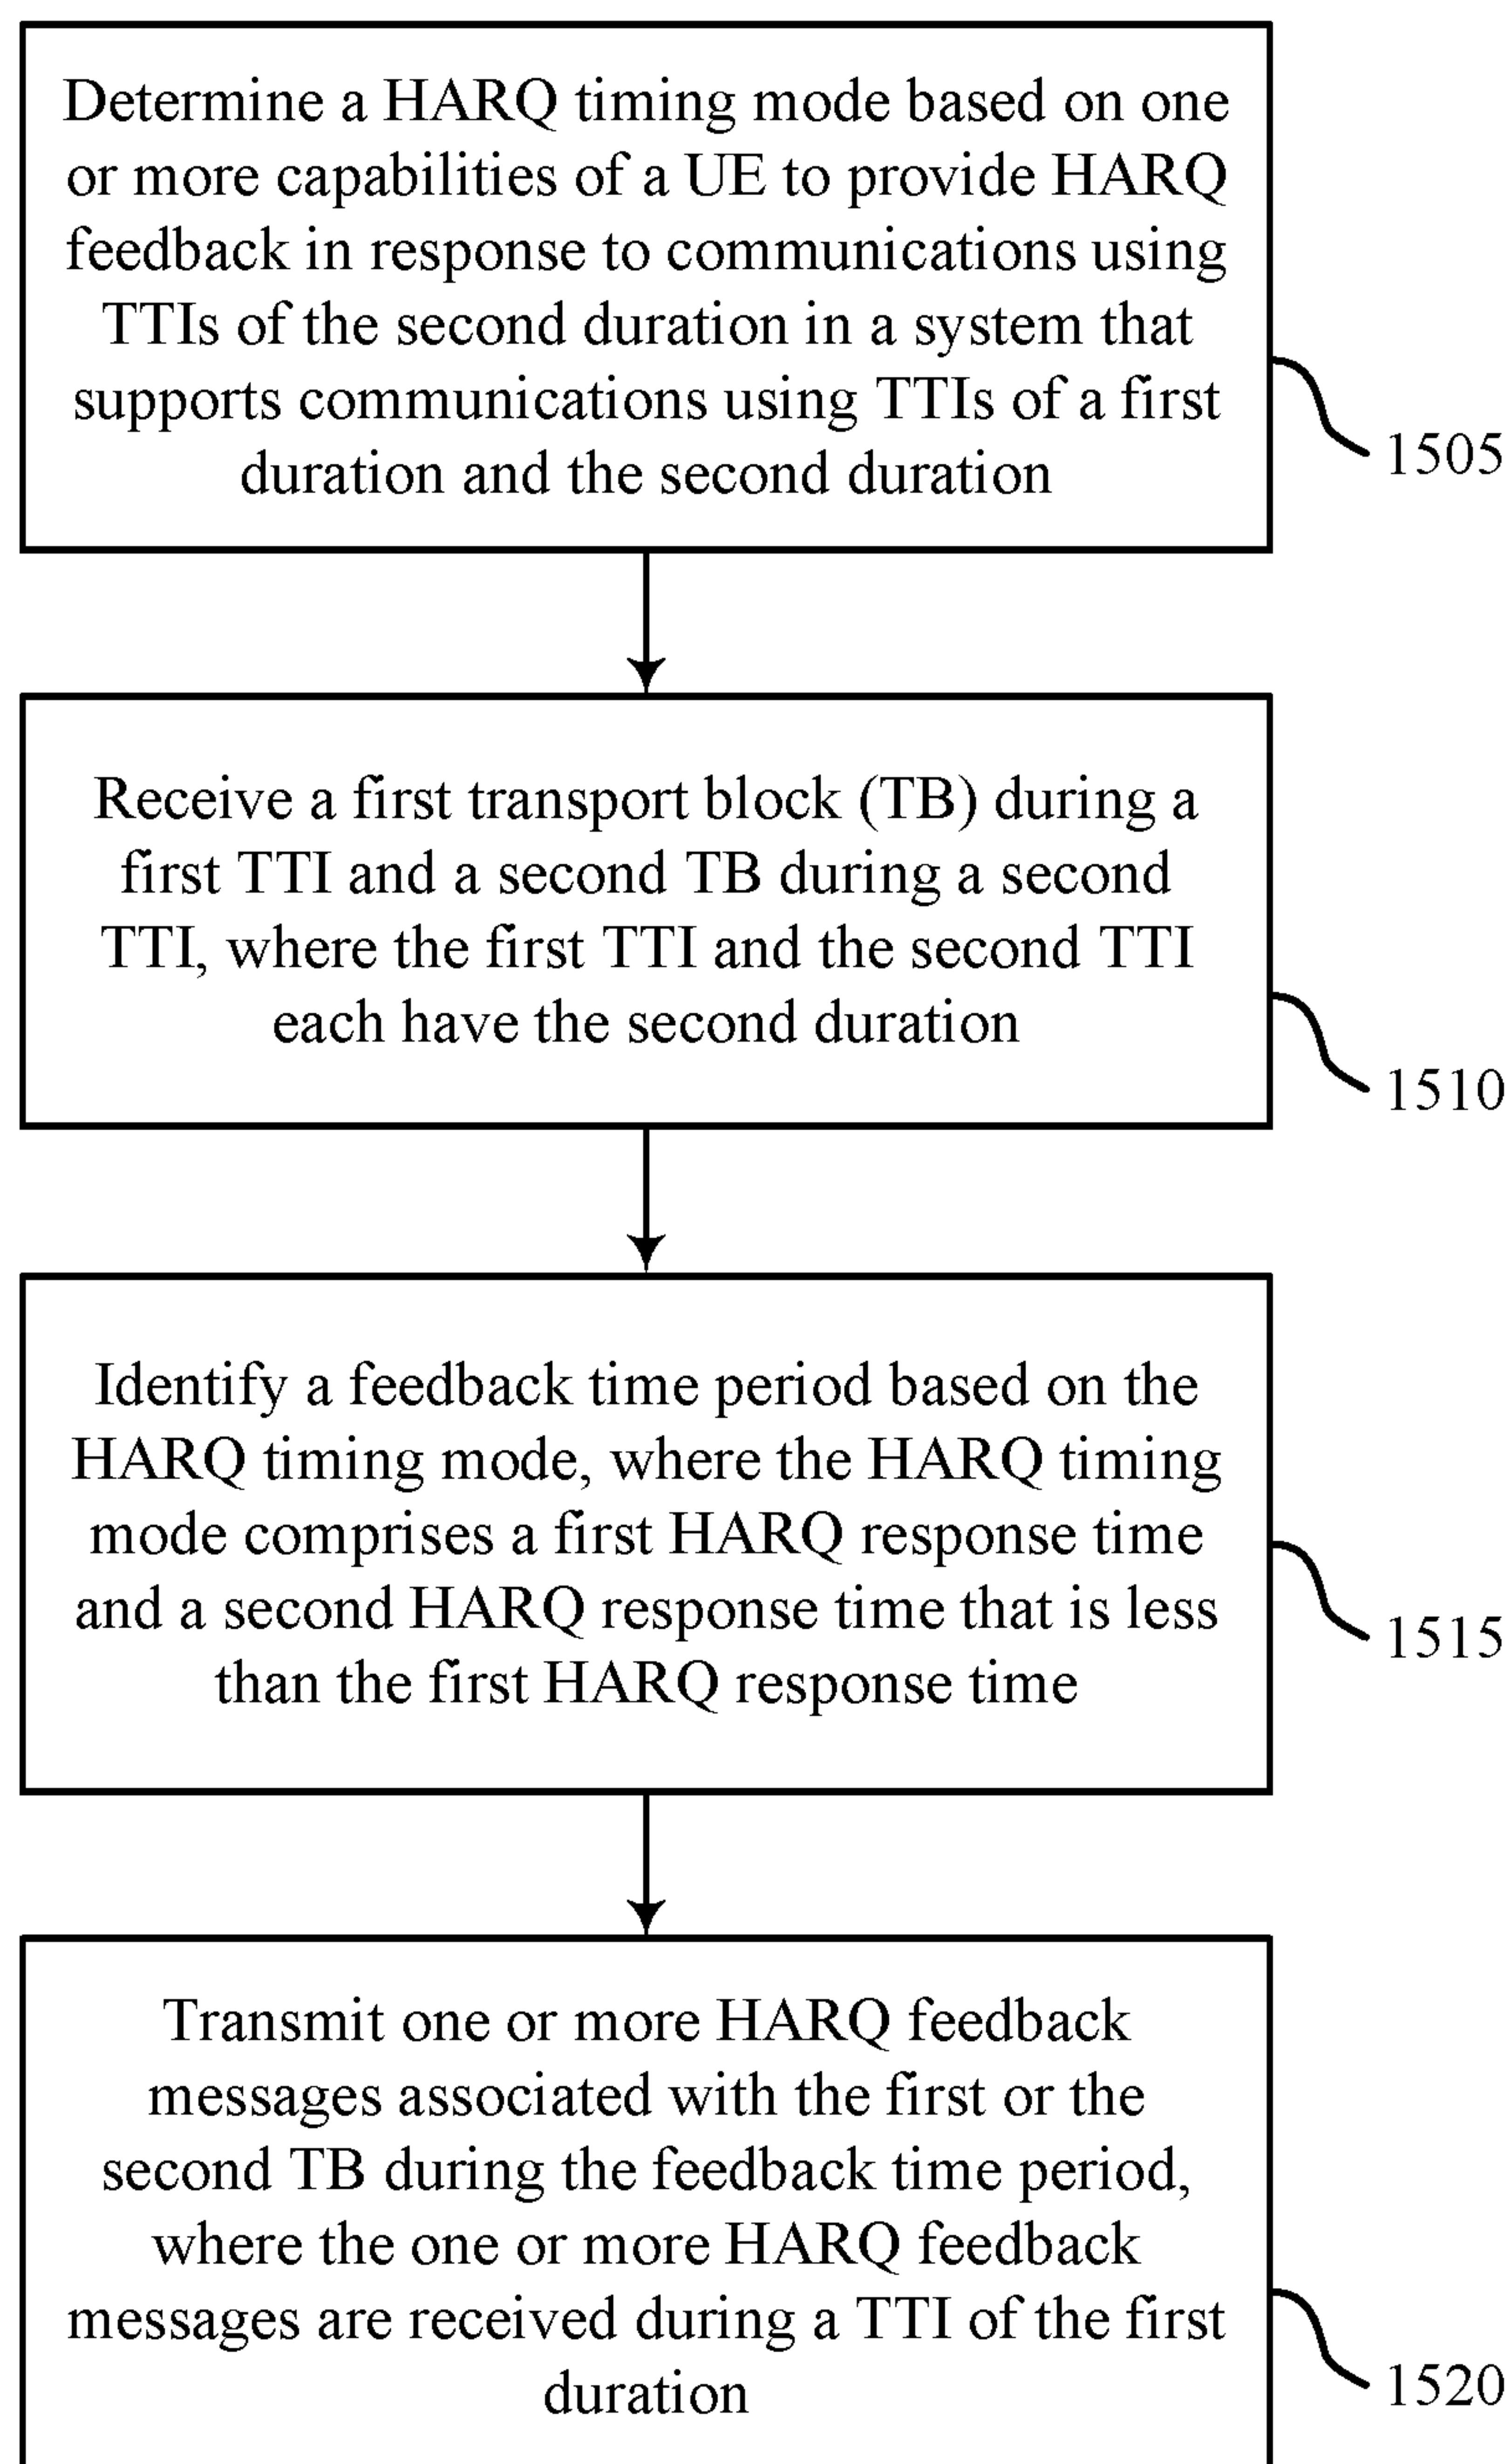 Determine a HARQ timing mode based on one
or more capabilities of a UE to provide HARQ
feedback in response to communications using
TTIs of the second duration in a system that
supports communications using TTIs of a first
duration and the second duration
1505
Receive a first transport block (TB) during a
first TTI and a second TB during a second
TTI, where the first TTI and the second TTI
each have the second duration
1510
Identify a feedback time period based on the
HARQ timing mode, where the HARQ timing
mode comprises a first HARQ response time
and a second HARQ response time that is less
than the first HARQ response time
1515
Transmit one or more HARQ feedback
messages associated with the first or the
second TB during the feedback time period,
where the one or more HARQ feedback
messages are received during a TTI of the first
duration
1520